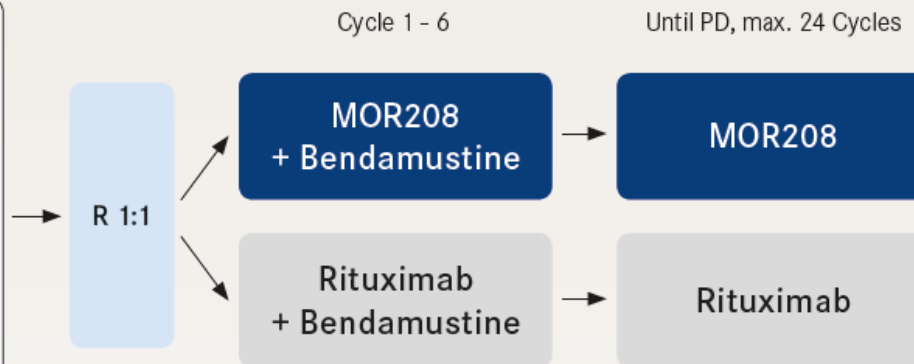 Cycle 1 - 6
Until PD, max. 24 Cycles
R 1:1
MOR208
+ Bendamustine
MOR208
Rituximab
+ Bendamustine
Rituximab